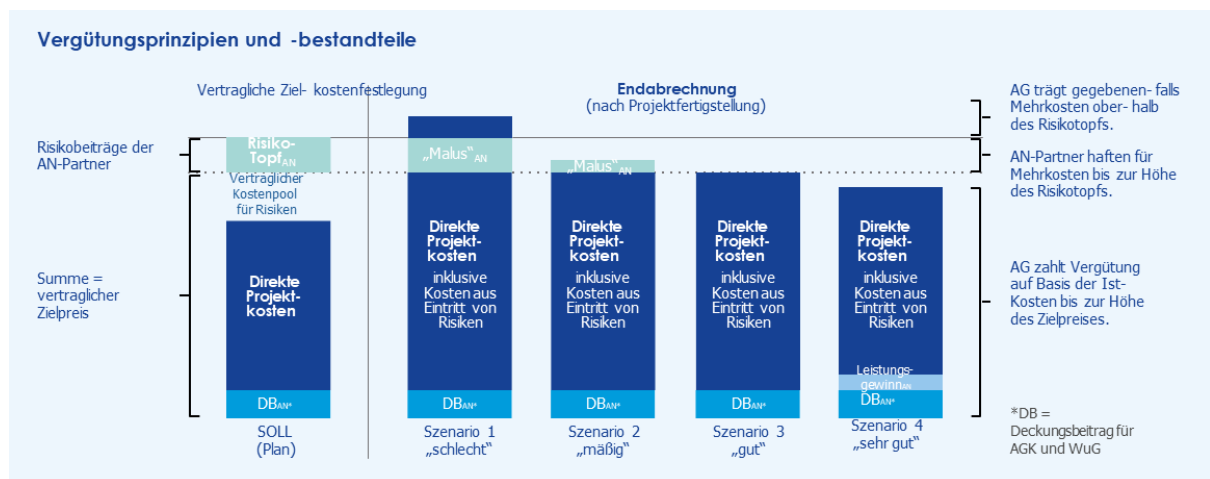 Vergütungsprinzipien und -bestandteile
Vertragliche Ziel- kostenfestlegung
Endabrechnung
(nach Projektfertigstellung)
AG trägt gegebenen- falls
Mehrkosten ober- halb
des Risikotopfs.
Risikobeiträge der
AN-Partner
Risiko-
TopfAN
„Malus“AN
„Malus“AN
AN-Partner haften für
Mehrkosten bis zur Höhe
des Risikotopfs.
Vertraglicher
Kostenpool
für Risiken
Summe =
vertraglicher
Zielpreis
Direkte
Projekt-
kosten
Direkte
Projekt-
kosten
inklusive
Kosten aus
Eintritt von
Risiken
Direkte
Projekt-
kosten
inklusive
Kosten aus
Eintritt von
Risiken
Direkte
Projekt-
kosten
inklusive
Kosten aus
Eintritt von
Risiken
Direkte
Projekt-
kosten
inklusive
Kosten aus
Eintritt von
Risiken
AG zahlt Vergütung
auf Basis der Ist-
Kosten bis zur Höhe
des Zielpreises.
Leistungs-
gewinnAN
DBAN*
DBAN*
DBAN*
DBAN*
DBAN*
SOLL
(Plan)
Szenario 1
„schlecht“
Szenario 2
„mäßig“
Szenario 3
„gut“
Szenario 4
„sehr gut“
*DB =
Deckungsbeitrag für
AGK und WuG